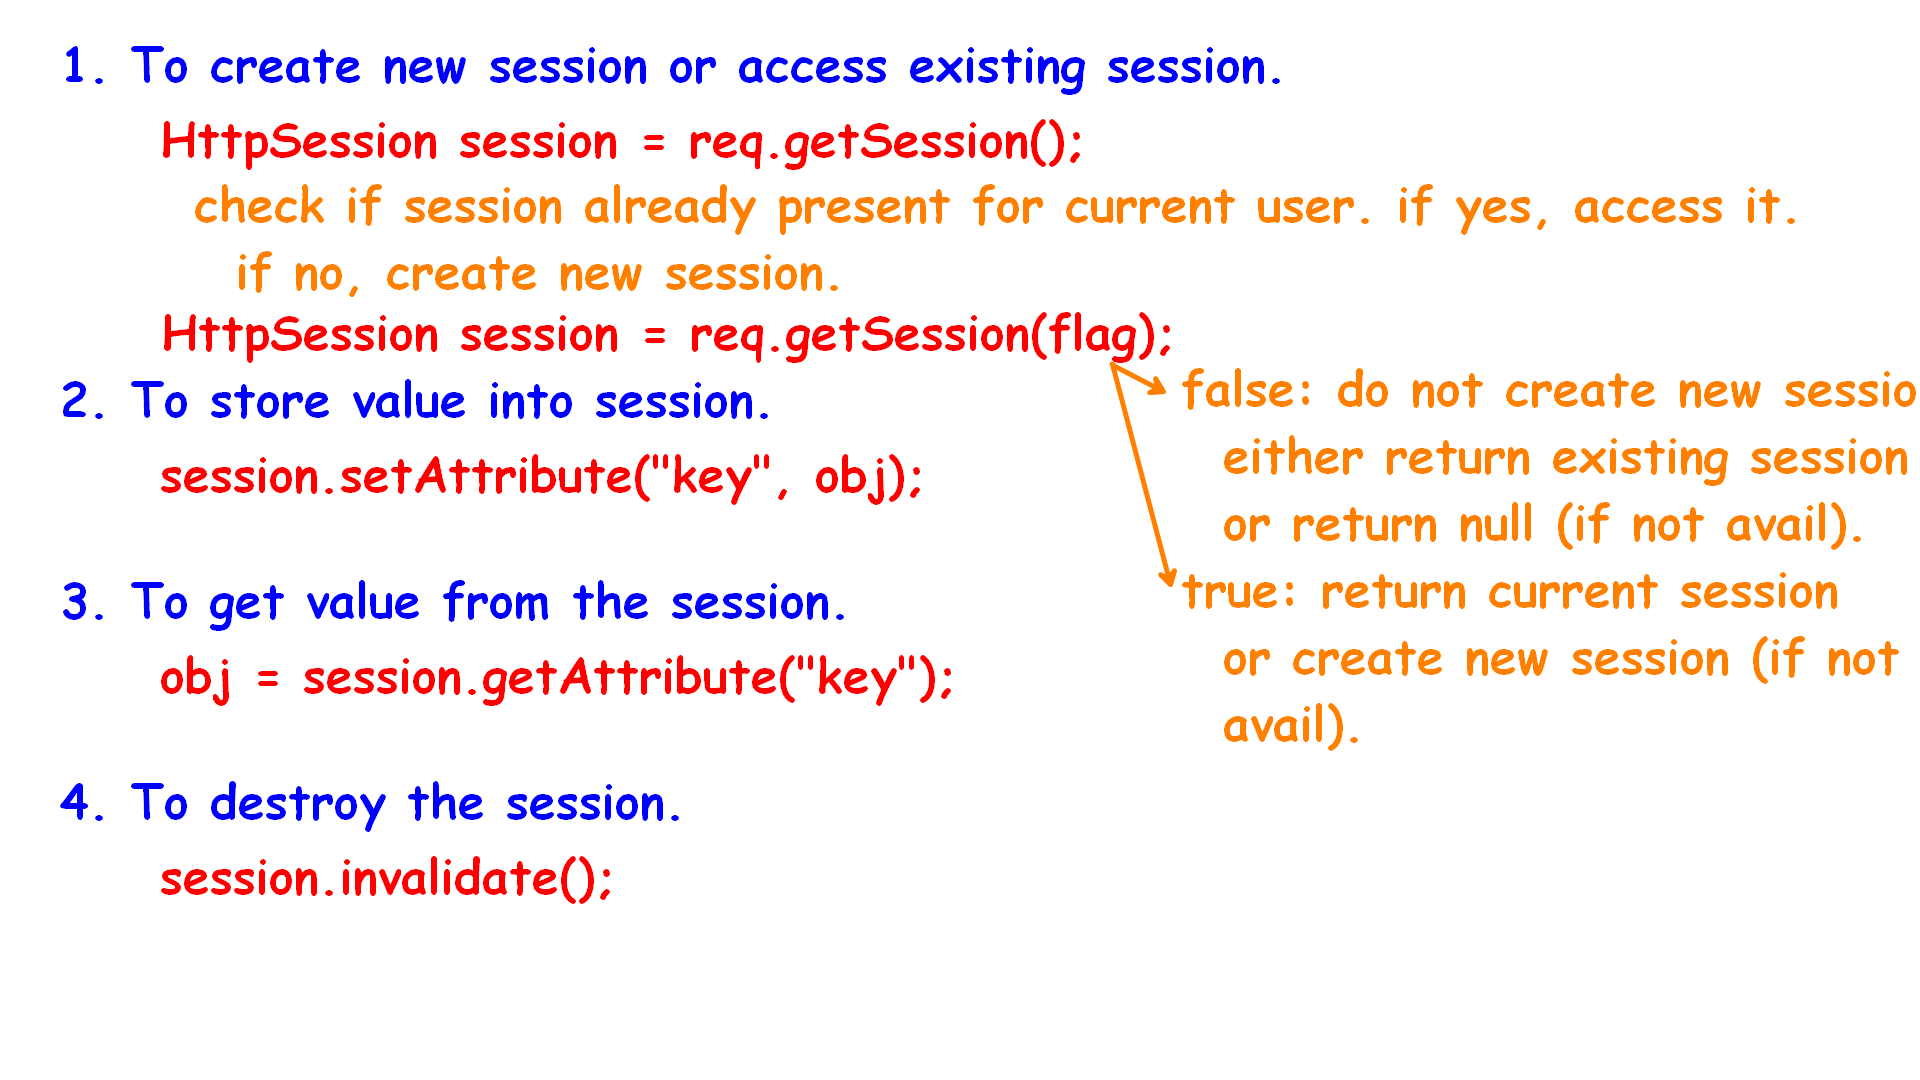 1. To create new session or access existing session.
HttpSession session = req.getSession();
check if session already present for current user. if yes, access it.
if no, create new session.
HttpSession session = req.getSession(flag);
2. To store value into session.
session.setAttribute("key", obj);
false: do not create new sessio
either return existing session
or return null (if not avail).
true: return current session
or create new session (if not
avail).
3. To get value from the session.
obj = session.getAttribute("key");
4. To destroy the session.
session.invalidate();